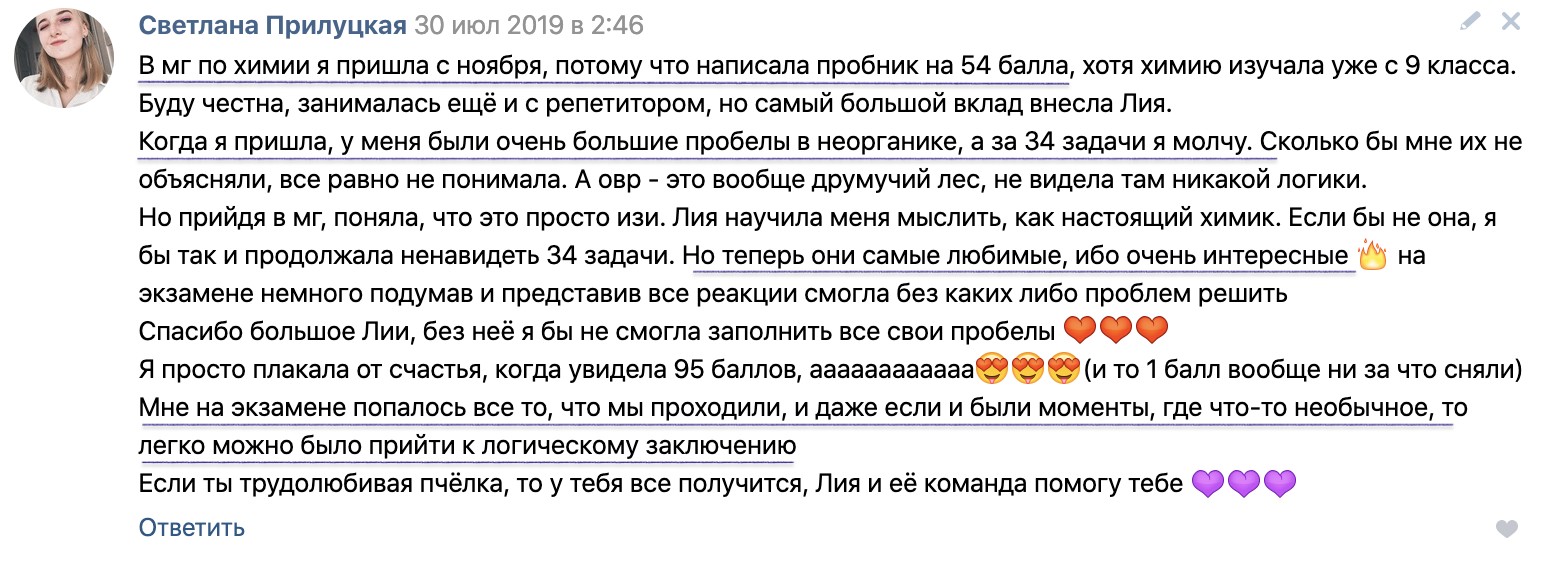 Светлана Прилуцкая 30 июл 2019 в 2:46
В мг по химии я пришла с ноября, потому что написала пробник на 54 балла, хотя химию изучала уже с 9 класса.
Буду честна, занималась ещё и с репетитором, но самый большой вклад внесла Лия.
Когда я пришла, у меня были очень большие пробелы в неорганике, а за 34 задачи я молчу. Сколько бы мне их не
объясняли, все равно не понимала. А овр - это вообще друмучий лес, не видела там никакой логики.
Но прийдя в мг, поняла, что это просто изи. Лия научила меня мыслить, как настоящий химик. Если бы не она, я
бы так и продолжала ненавидеть 34 задачи. Но теперь они самые любимые, ибо очень интересные 🔥 на
экзамене немного подумав и представив все реакции смогла без каких либо проблем решить
Спасибо большое Лии, без неё я бы не смогла заполнить все свои пробелы ❤️❤️❤️
Я просто плакала от счастья, когда увидела 95 баллов, аааааааааааа😍😍😍(и то 1 балл вообще ни за что сняли)
Мне на экзамене попалось все то, что мы проходили, и даже если и были моменты, где что-то необычное, то
легко можно было прийти к логическому заключению
Если ты трудолюбивая пчёлка, то у тебя все получится, Лия и её команда помогу тебе 💜💜💜
Ответить